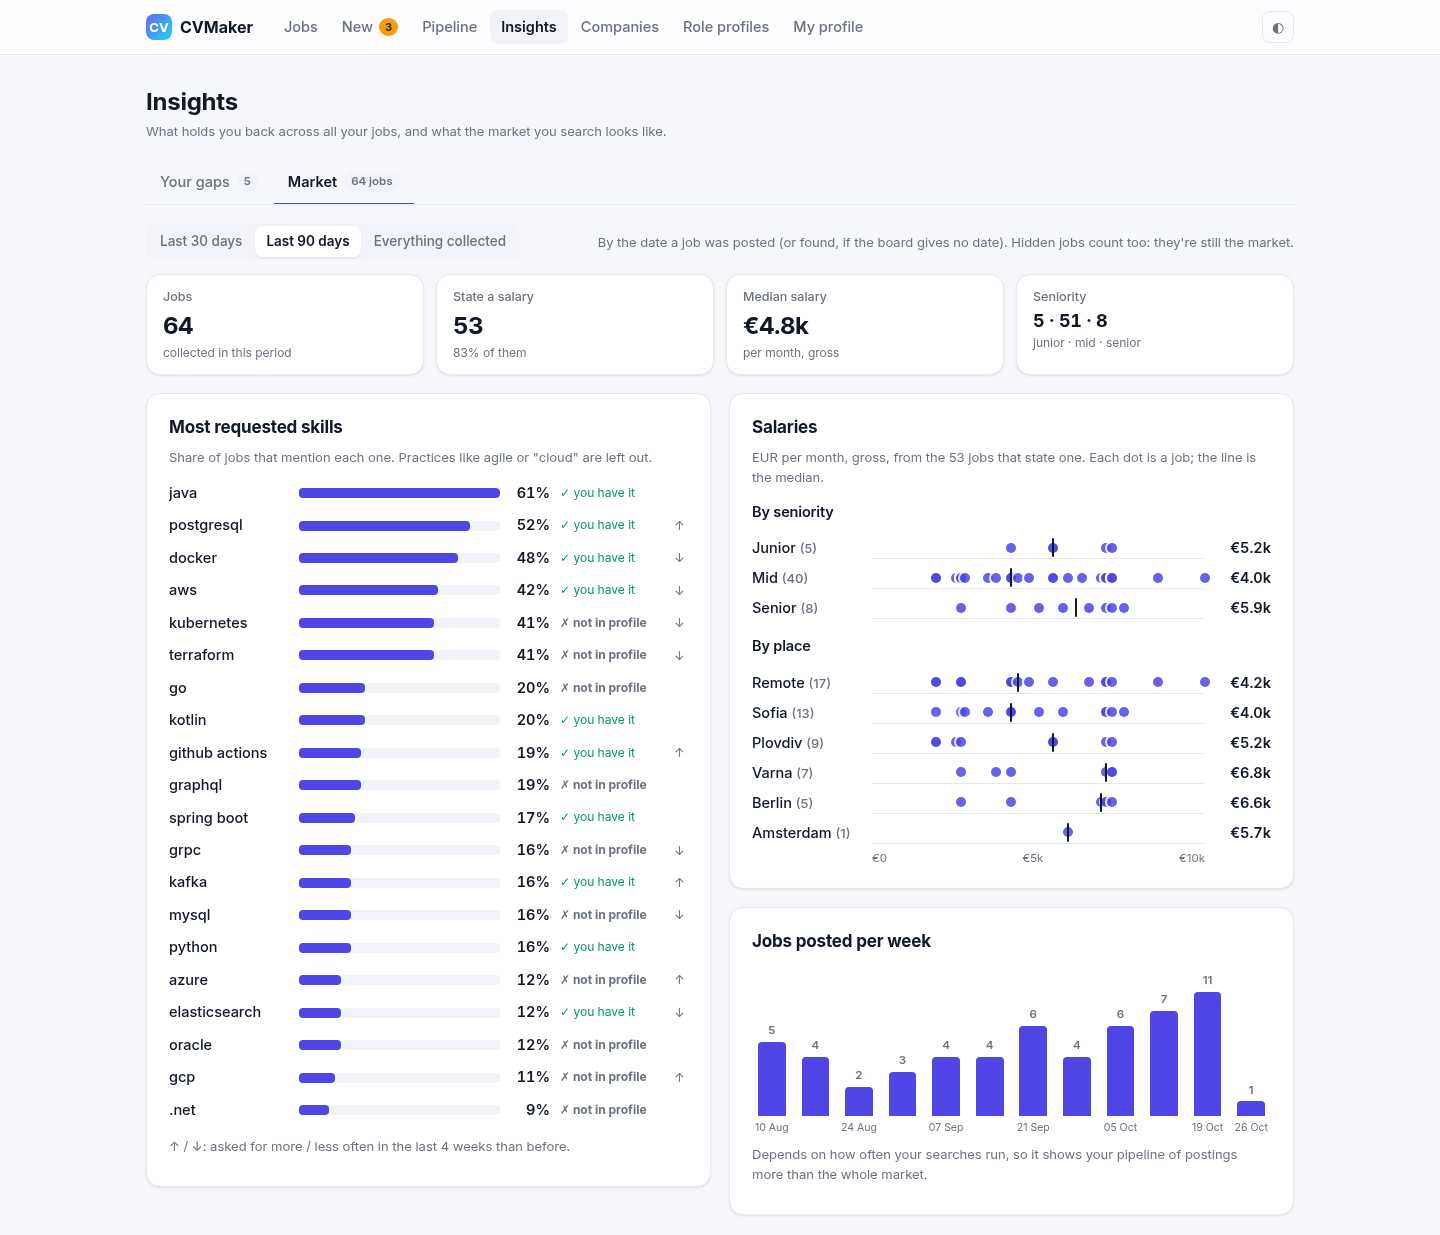 CV CVMaker Jobs New 3 Pipeline Insights Companies Role profiles My profile
Insights
What holds you back across all your jobs, and what the market you search looks like.
Your gaps 5 Market 64 jobs
Last 30 days Last 90 days Everything collected
By the date a job was posted (or found, if the board gives no date). Hidden jobs count too: they're still the market.
Jobs
64
collected in this period
State a salary
53
83% of them
Median salary
€4.8k
per month, gross
Seniority
5 · 51 · 8
junior · mid · senior
Most requested skills
Share of jobs that mention each one. Practices like agile or "cloud" are left out.
java 61% ✓ you have it
postgresql 52% ✓ you have it ↑
docker 48% ✓ you have it ↓
aws 42% ✓ you have it ↓
kubernetes 41% ✗ not in profile ↓
terraform 41% ✗ not in profile ↓
go 20% ✗ not in profile
kotlin 20% ✓ you have it
github actions 19% ✓ you have it ↑
graphql 19% ✗ not in profile
spring boot 17% ✓ you have it
grpc 16% ✗ not in profile ↓
kafka 16% ✓ you have it ↑
mysql 16% ✗ not in profile ↓
python 16% ✓ you have it
azure 12% ✗ not in profile ↑
elasticsearch 12% ✓ you have it ↓
oracle 12% ✗ not in profile
gcp 11% ✗ not in profile ↑
.net 9% ✗ not in profile
↑ / ↓: asked for more / less often in the last 4 weeks than before.
Salaries
EUR per month, gross, from the 53 jobs that state one. Each dot is a job; the line is
the median.
By seniority
Junior (5) €5.2k
Mid (40) €4.0k
Senior (8) €5.9k
By place
Remote (17) €4.2k
Sofia (13) €4.0k
Plovdiv (9) €5.2k
Varna (7) €6.8k
Berlin (5) €6.6k
Amsterdam (1) €5.7k
€0 €5k €10k
Jobs posted per week
5 4 2 3 4 4 6 4 6 7 11 1
10 Aug 24 Aug 07 Sep 21 Sep 05 Oct 19 Oct 26 Oct
Depends on how often your searches run, so it shows your pipeline of postings
more than the whole market.